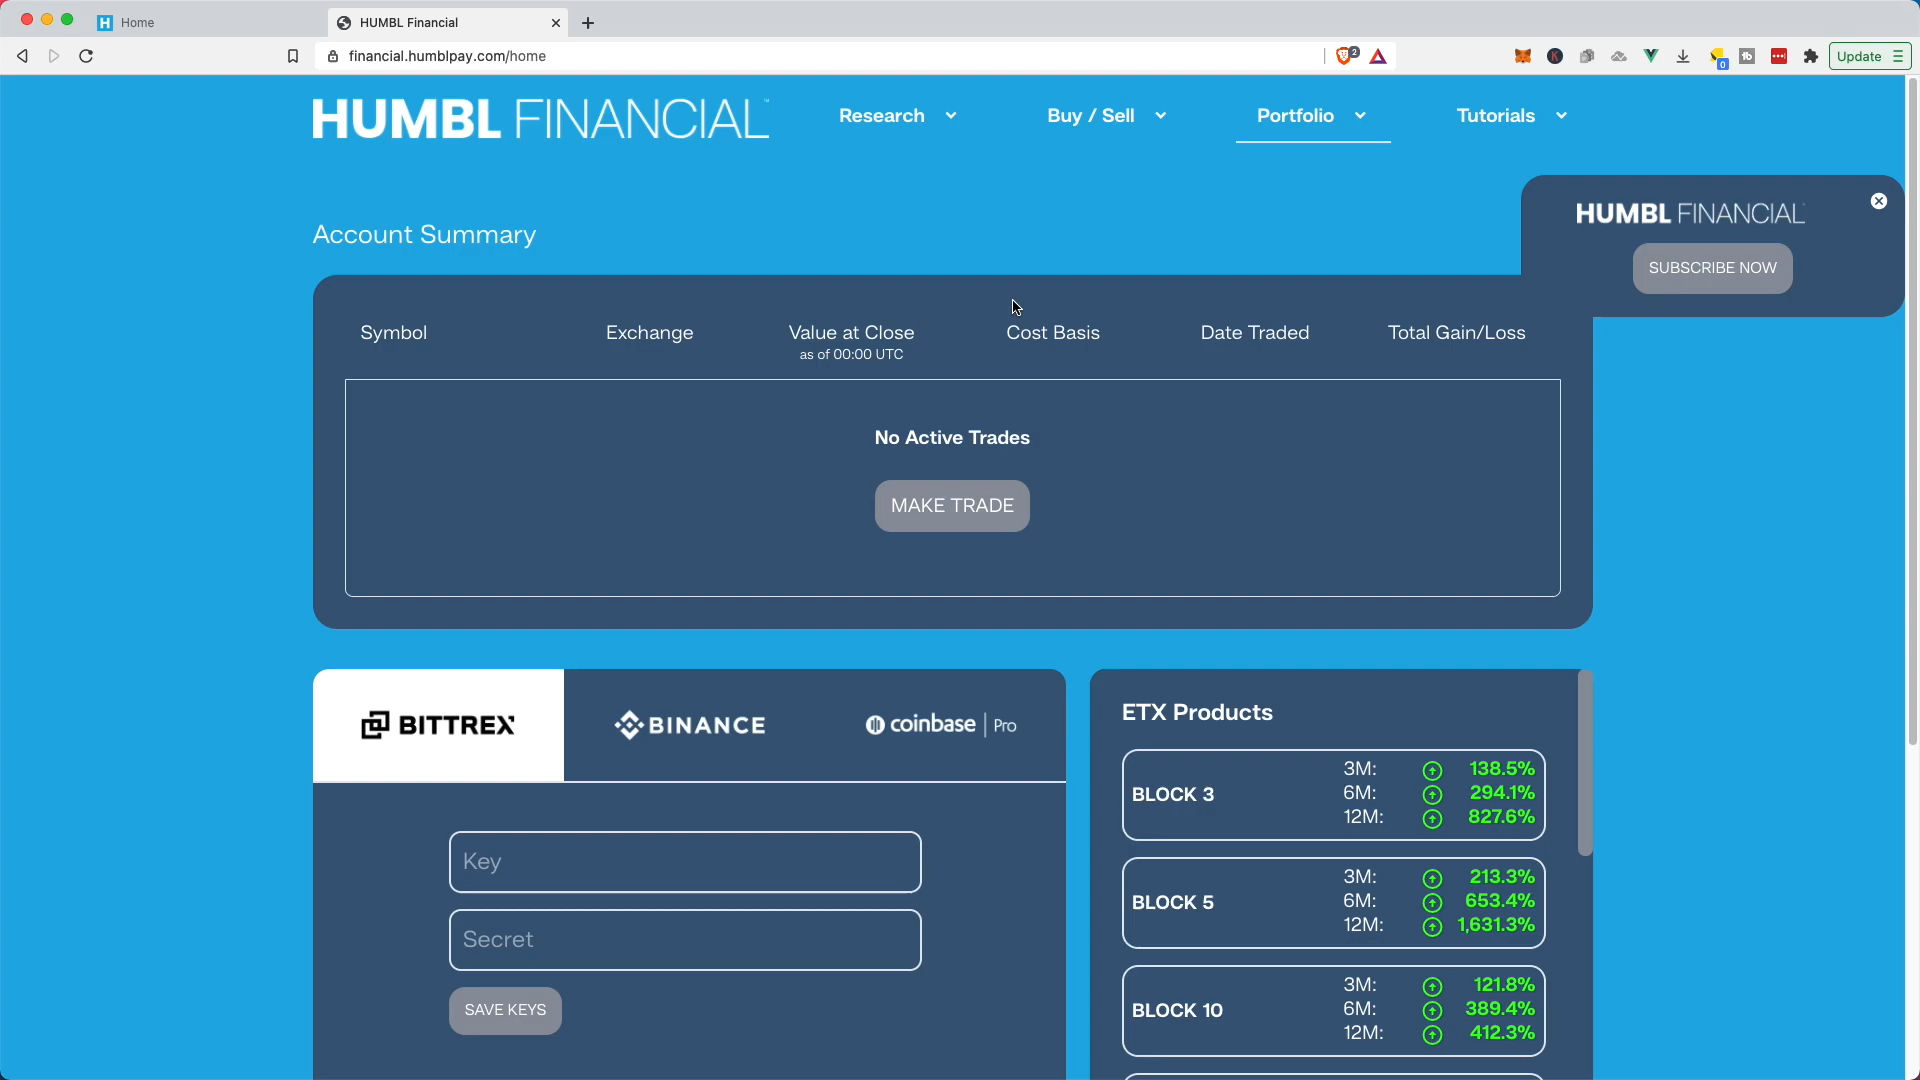 Home
HUMBL Financial
financial.humblpay.com/home
2
0
Update
HUMBL FINANCIAL
Research
Buy / Sell
Portfolio
Tutorials
HUMBL FINANCIAL
SUBSCRIBE NOW
Account Summary
Symbol
Exchange
Value at Close
as of 00:00 UTC
Cost Basis
Date Traded
Total Gain/Loss
No Active Trades
MAKE TRADE
BITTREX
BINANCE
coinbase | Pro
Key
Secret
SAVE KEYS
ETX Products
BLOCK 3
3M: 138.5%
6M: 294.1%
12M: 827.6%
BLOCK 5
3M: 213.3%
6M: 653.4%
12M: 1,631.3%
BLOCK 10
3M: 121.8%
6M: 389.4%
12M: 412.3%